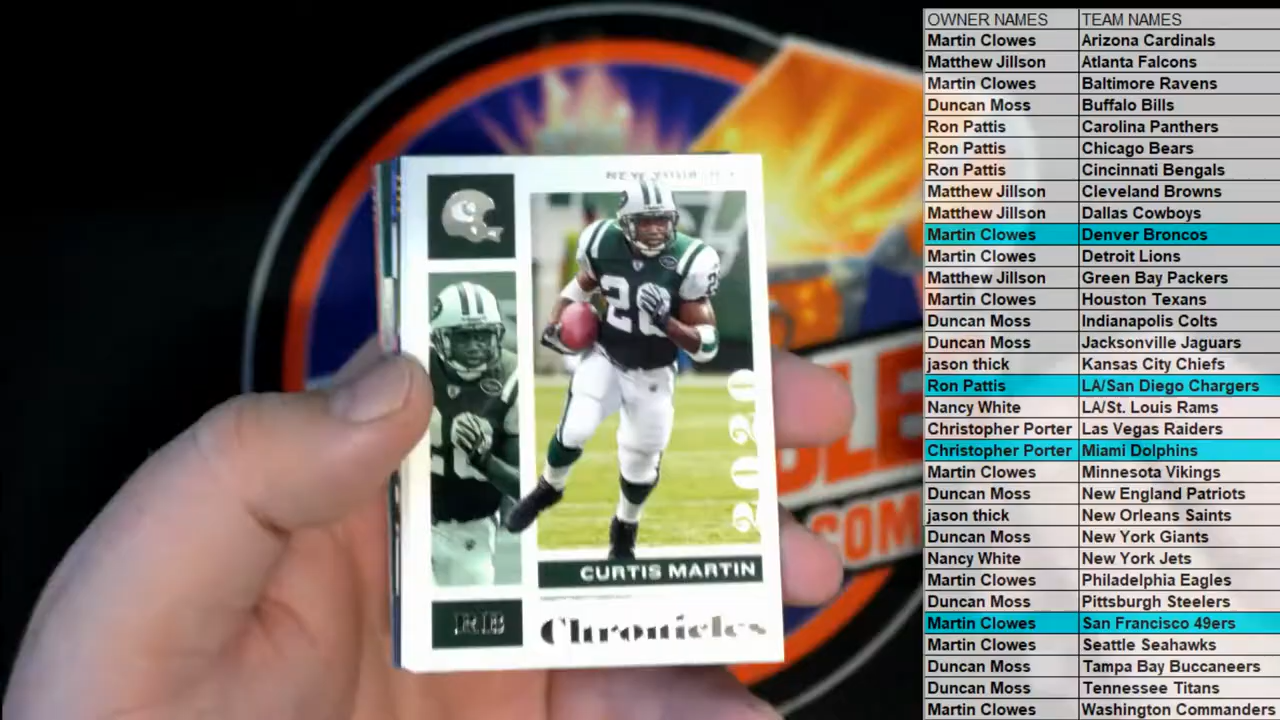 OWNER NAMES TEAM NAMES
Martin Clowes Arizona Cardinals
Matthew Jillson Atlanta Falcons
Martin Clowes Baltimore Ravens
Duncan Moss Buffalo Bills
Ron Pattis Carolina Panthers
Ron Pattis Chicago Bears
Ron Pattis Cincinnati Bengals
Matthew Jillson Cleveland Browns
Matthew Jillson Dallas Cowboys
Martin Clowes Denver Broncos
Martin Clowes Detroit Lions
Matthew Jillson Green Bay Packers
Martin Clowes Houston Texans
Duncan Moss Indianapolis Colts
Duncan Moss Jacksonville Jaguars
jason thick Kansas City Chiefs
Ron Pattis LA/San Diego Chargers
Nancy White LA/St. Louis Rams
Christopher Porter Las Vegas Raiders
Christopher Porter Miami Dolphins
Martin Clowes Minnesota Vikings
Duncan Moss New England Patriots
jason thick New Orleans Saints
Duncan Moss New York Giants
Nancy White New York Jets
Martin Clowes Philadelphia Eagles
Duncan Moss Pittsburgh Steelers
Martin Clowes San Francisco 49ers
Martin Clowes Seattle Seahawks
Duncan Moss Tampa Bay Buccaneers
Duncan Moss Tennessee Titans
Martin Clowes Washington Commanders
NEW YORK
28
2020
CURTIS MARTIN
RB
Chronicles
.COM